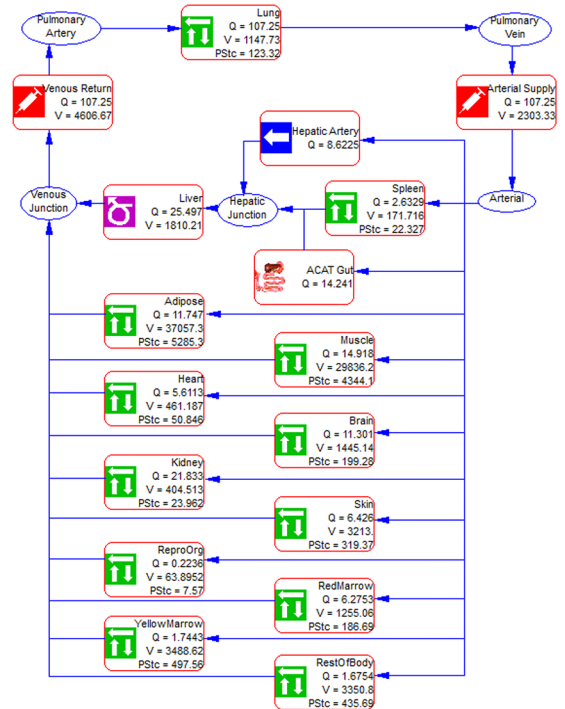 Pulmonary
Artery
Lung
Q = 107.25
V = 1147.73
PStc = 123.32
Pulmonary
Vein
Venous Return
Q = 107.25
V = 4606.67
Arterial Supply
Q = 107.25
V = 2303.33
Hepatic Artery
Q = 8.6225
Venous
Junction
Liver
Q = 25.497
V = 1810.21
Hepatic
Junction
Spleen
Q = 2.6329
V = 171.716
PStc = 22.327
Arterial
ACAT Gut
Q = 14.241
Adipose
Q = 11.747
V = 37057.3
PStc = 5285.3
Muscle
Q = 14.918
V = 29836.2
PStc = 4344.1
Heart
Q = 5.6113
V = 461.187
PStc = 50.846
Brain
Q = 11.301
V = 1445.14
PStc = 199.28
Kidney
Q = 21.833
V = 404.513
PStc = 23.962
Skin
Q = 6.426
V = 3213.
PStc = 319.37
ReproOrg
Q = 0.2236
V = 63.8952
PStc = 7.57
RedMarrow
Q = 6.2753
V = 1255.06
PStc = 186.69
YellowMarrow
Q = 1.7443
V = 3488.62
PStc = 497.56
RestOfBody
Q = 1.6754
V = 3350.8
PStc = 435.69